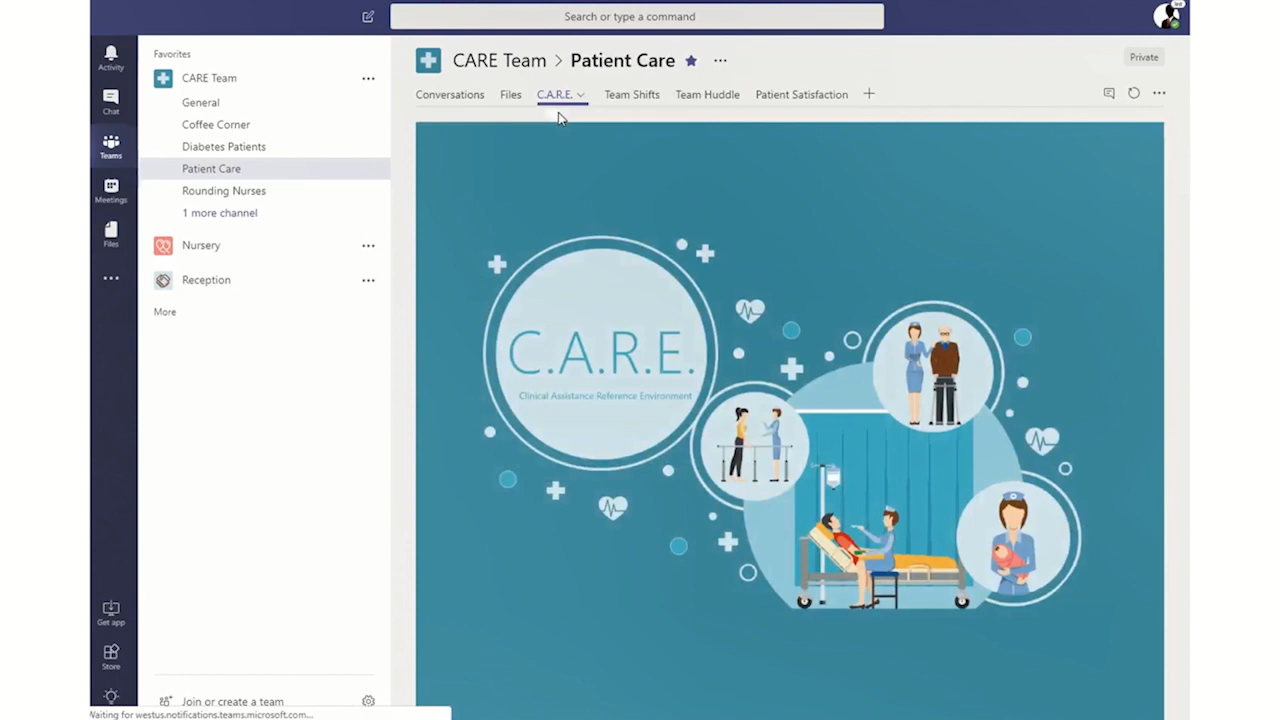 Search or type a command
Activity
Chat
Teams
Meetings
Files
Get app
Store
Favorites
CARE Team
General
Coffee Corner
Diabetes Patients
Patient Care
Rounding Nurses
1 more channel
Nursery
Reception
More
Join or create a team
Waiting for westus.notifications.teams.microsoft.com...
CARE Team > Patient Care
Private
Conversations Files C.A.R.E. Team Shifts Team Huddle Patient Satisfaction
C.A.R.E.
Clinical Assistance Reference Environment